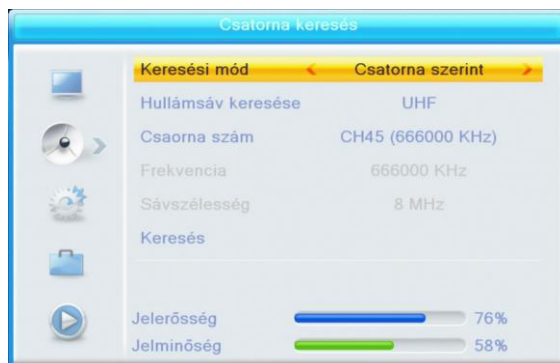 Csatorna keresés
Keresési mód Csatorna szerint
Hullámsáv keresése UHF
Csaorna szám CH45 (666000 KHz)
Frekvencia 666000 KHz
Sávszélesség 8 MHz
Keresés
Jelerősség 76%
Jelminőség 58%